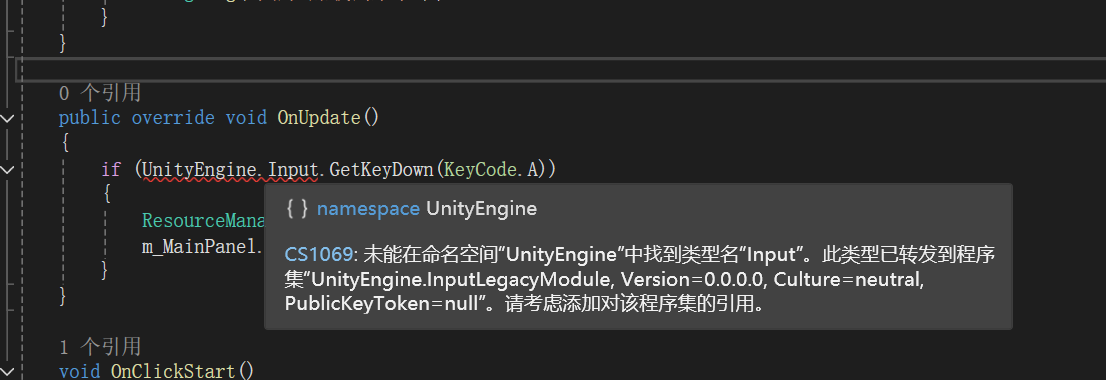 }
}
0 个引用
public override void OnUpdate()
{
if (UnityEngine.Input.GetKeyDown(KeyCode.A))
{
ResourceMana
m_MainPanel.
}
}
{ } namespace UnityEngine
CS1069: 未能在命名空间“UnityEngine”中找到类型名“Input”。此类型已转发到程序
集“UnityEngine.InputLegacyModule, Version=0.0.0.0, Culture=neutral,
PublicKeyToken=null”。请考虑添加对该程序集的引用。
1 个引用
void OnClickStart()